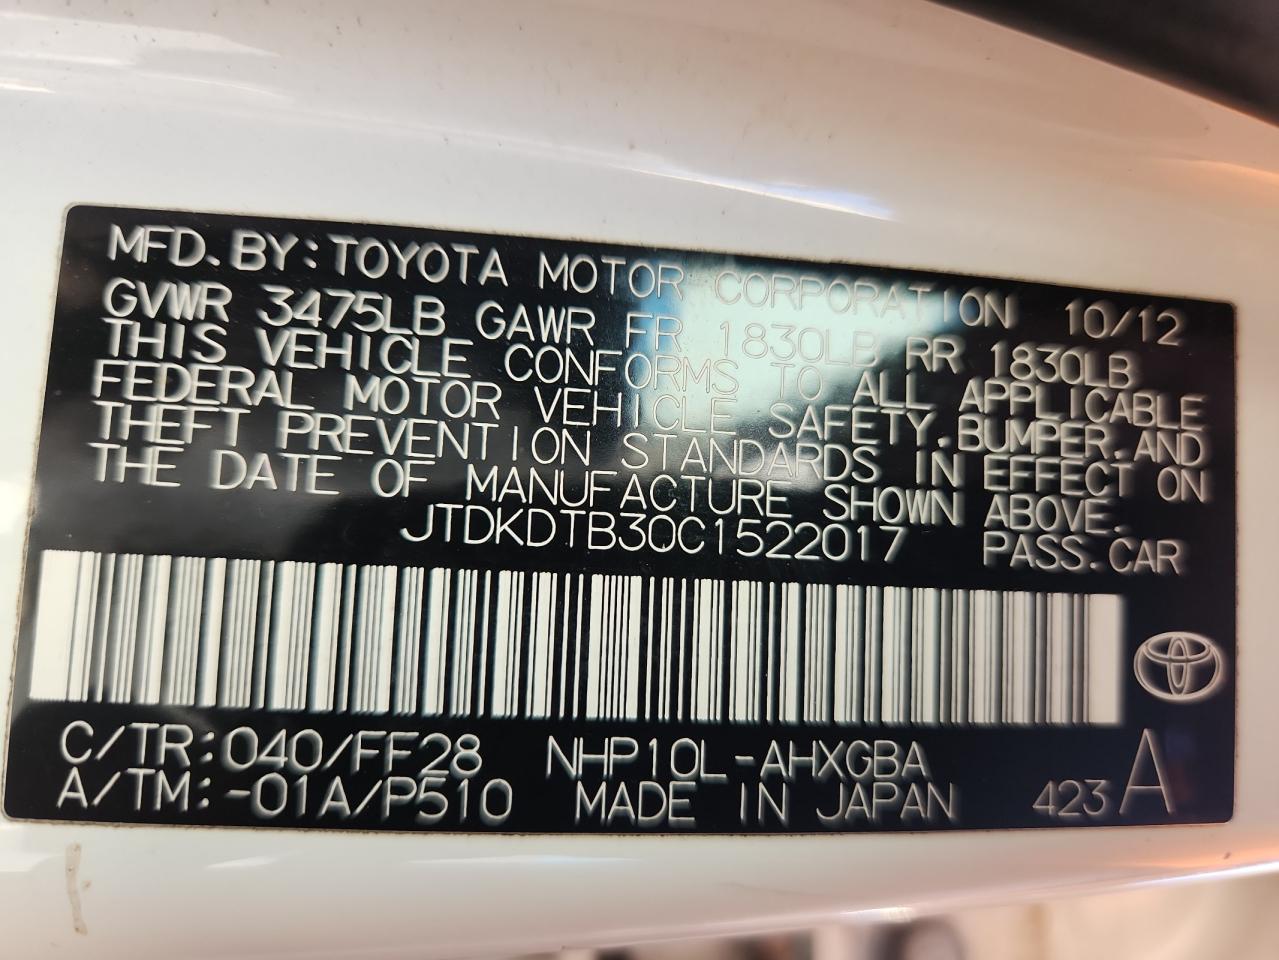 MFD. BY: TOYOTA MOTOR CORPORATION 10/12
GVWR 3475LB GAWR FR 1830LB RR 1830LB
THIS VEHICLE CONFORMS TO ALL APPLICABLE
FEDERAL MOTOR VEHICLE SAFETY, BUMPER, AND
THEFT PREVENTION STANDARDS IN EFFECT ON
THE DATE OF MANUFACTURE SHOWN ABOVE.
JTDKDTB30C1522017 PASS. CAR
C/TR: 040/FF28 NHP10L-AHXGBA
A/TM: -01A/P510 MADE IN JAPAN 423 A